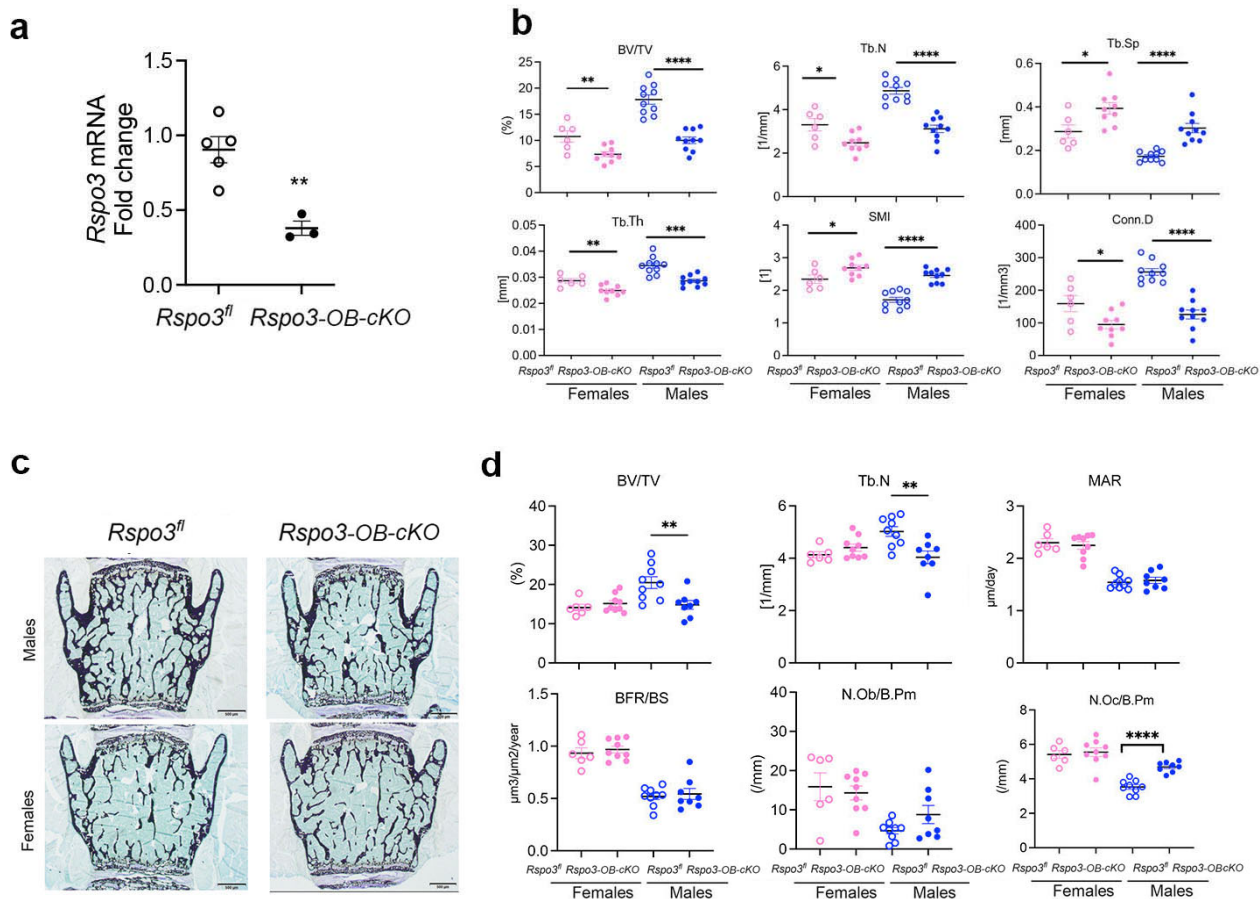 a
Rspo3 mRNA
Fold change
1.5
1.0
0.5
0.0
**
Rspo3fl Rspo3-OB-cKO
b
BV/TV
(%)
25
20
15
10
5
0
** ****
Tb.N
[1/mm]
6
4
2
0
* ****
Tb.Sp
[mm]
0.6
0.4
0.2
0.0
* ****
Tb.Th
[mm]
0.05
0.04
0.03
0.02
0.01
0.00
** ***
SMI
[1]
4
3
2
1
0
* ****
Conn.D
[1/mm3]
400
300
200
100
0
* ****
Rspo3fl Rspo3-OB-cKO Rspo3fl Rspo3-OB-cKO
Females Males
Rspo3fl Rspo3-OB-cKO Rspo3fl Rspo3-OB-cKO
Females Males
Rspo3fl Rspo3-OB-cKO Rspo3fl Rspo3-OB-cKO
Females Males
c
Rspo3fl Rspo3-OB-cKO
Males
Females
d
BV/TV
(%)
40
30
20
10
0
**
Tb.N
[1/mm]
6
4
2
0
**
MAR
µm/day
3
2
1
0
BFR/BS
µm3/µm2/year
1.5
1.0
0.5
0.0
N.Ob/B.Pm
(/mm)
40
30
20
10
0
N.Oc/B.Pm
(/mm)
8
6
4
2
0
****
Rspo3fl Rspo3-OB-cKO Rspo3fl Rspo3-OB-cKO
Females Males
Rspo3fl Rspo3-OB-cKO Rspo3fl Rspo3-OB-cKO
Females Males
Rspo3fl Rspo3-OB-cKO Rspo3fl Rspo3-OBcKO
Females Males